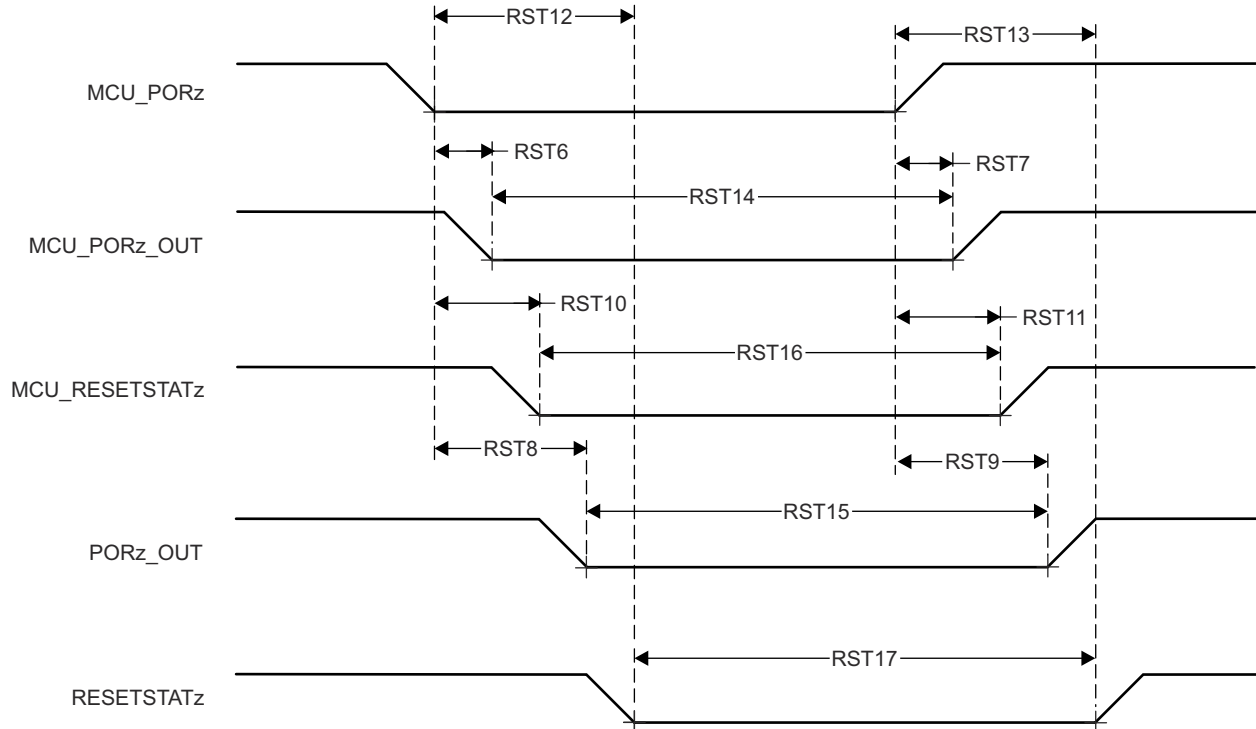 RST12
RST13
MCU_PORz
RST6
RST7
RST14
MCU_PORz_OUT
RST10
RST11
RST16
MCU_RESETSTATz
RST8
RST9
RST15
PORz_OUT
RST17
RESETSTATz